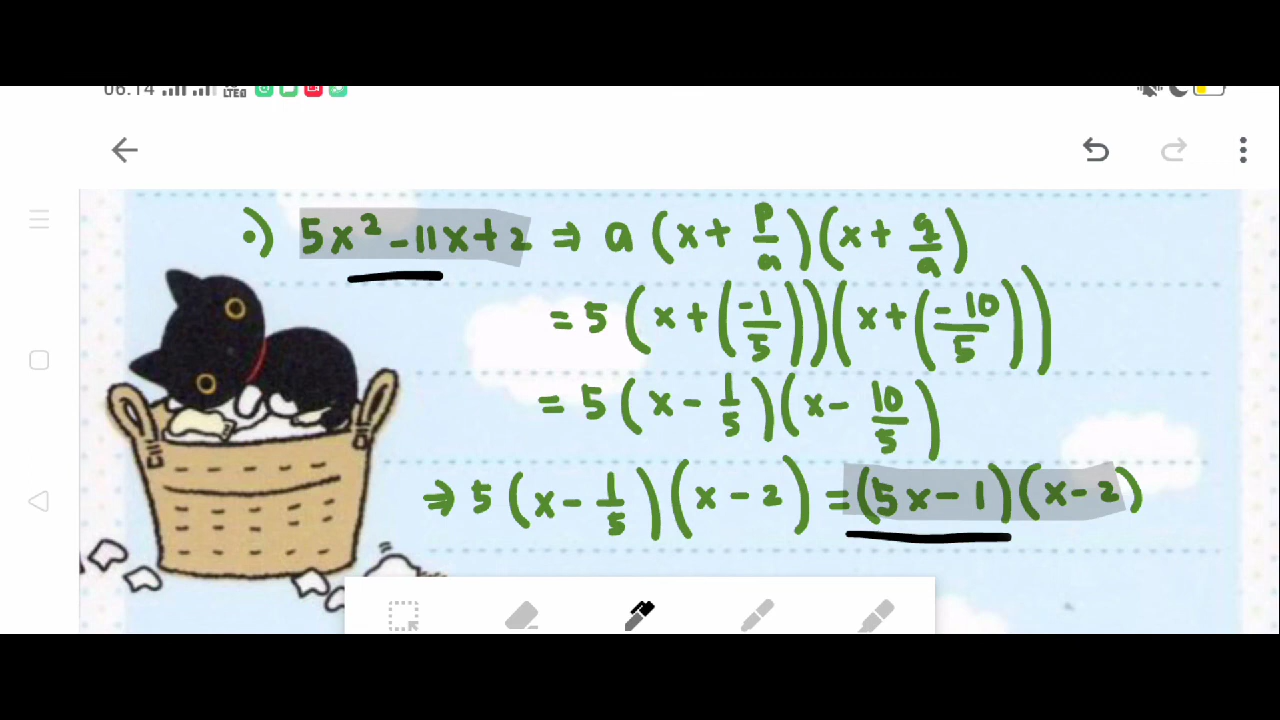 06.14 LTE
•) 5x² -11x+2 ⇒ a (x + p/a)(x + q/a)
= 5 (x + (-1/5))(x + (-10/5))
= 5 (x - 1/5)(x - 10/5)
⇒ 5 (x - 1/5)(x - 2) = (5x - 1)(x - 2)